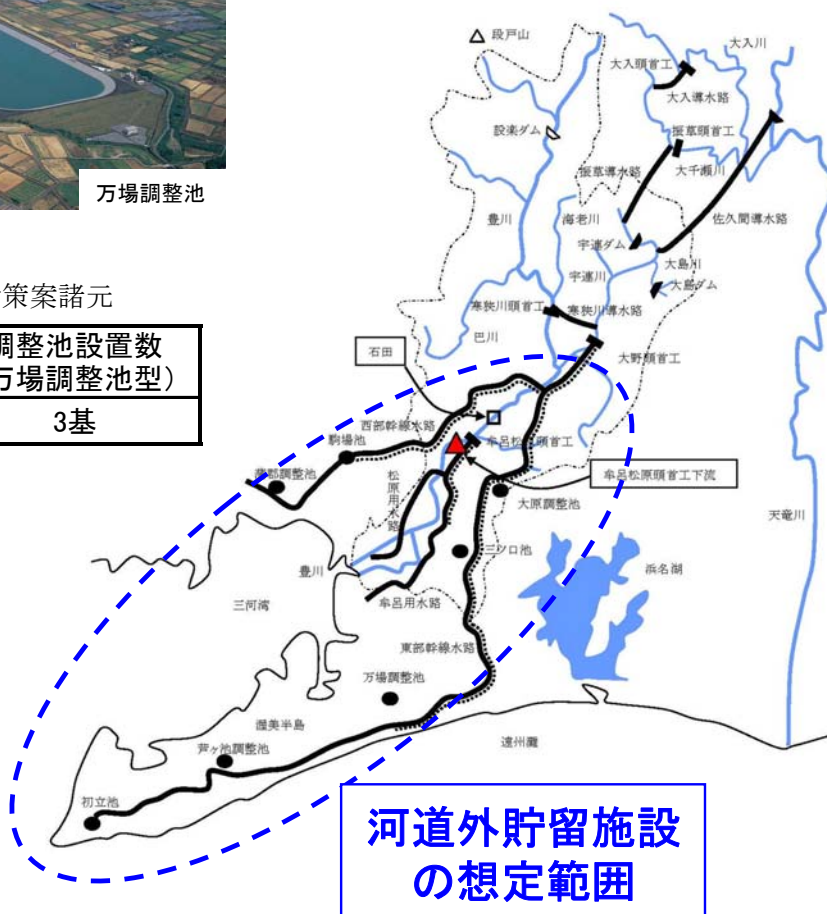 万場調整池
策案諸元
調整池設置数
万場調整池型）
3基
段戸山
大入川
大入頭首工
大入導水路
設楽ダム
振草頭首工
振草導水路
大千瀬川
豊川
海老川
佐久間導水路
宇連ダム
大島川
宇連川
大島ダム
寒狭川頭首工
寒狭川導水路
巴川
石田
大野頭首工
西部幹線水路
駒場池
牟呂松原頭首工
蒲郡調整池
松原用水路
牟呂松原頭首工下流
大原調整池
天竜川
三ツ口池
豊川
浜名湖
三河湾
牟呂用水路
東部幹線水路
万場調整池
渥美半島
芦ヶ池調整池
遠州灘
初立池
河道外貯留施設
の想定範囲